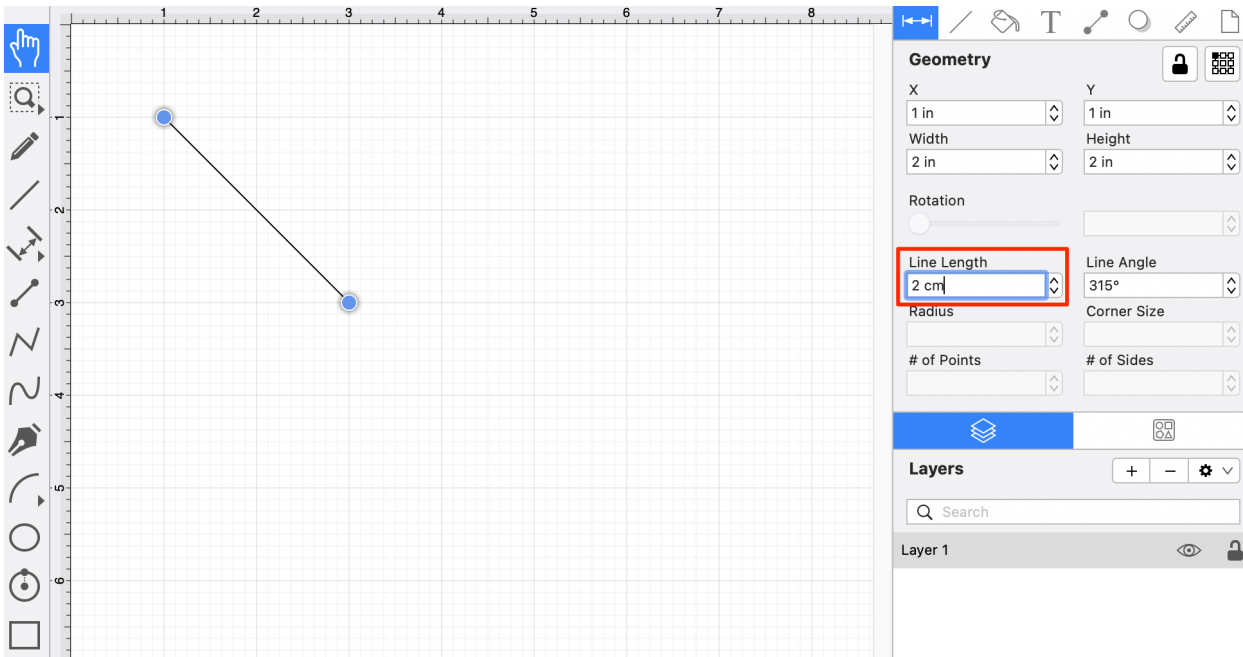 1 2 3 4 5 6 7 8
1
2
3
4
5
6
T
Geometry
X Y
1 in 1 in
Width Height
2 in 2 in
Rotation
Line Length Line Angle
2 cm 315°
Radius Corner Size
# of Points # of Sides
Layers + −
Search
Layer 1